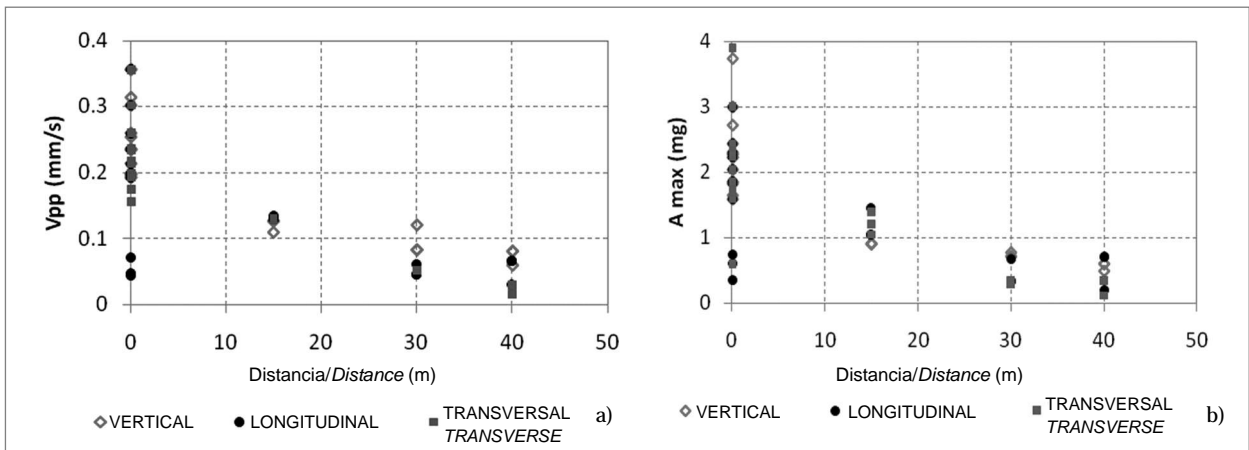 0.4
0.3
0.2
0.1
0
Vpp (mm/s)
0 10 20 30 40 50
Distancia/Distance (m)
VERTICAL LONGITUDINAL TRANSVERSAL
TRANSVERSE
a)
4
3
2
1
0
A max (mg)
0 10 20 30 40 50
Distancia/Distance (m)
VERTICAL LONGITUDINAL TRANSVERSAL
TRANSVERSE
b)